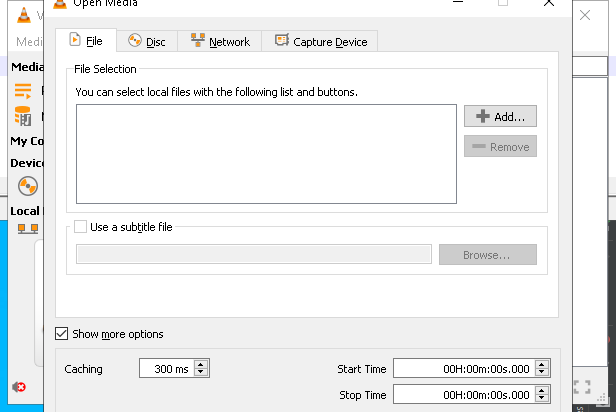 Open Media
Medi
File
Disc
Network
Capture Device
Media
My Co
Device
Local
File Selection
You can select local files with the following list and buttons.
Add...
Remove
Use a subtitle file
Browse...
Show more options
Caching
300 ms
Start Time
00H:00m:00s.000
Stop Time
00H:00m:00s.000